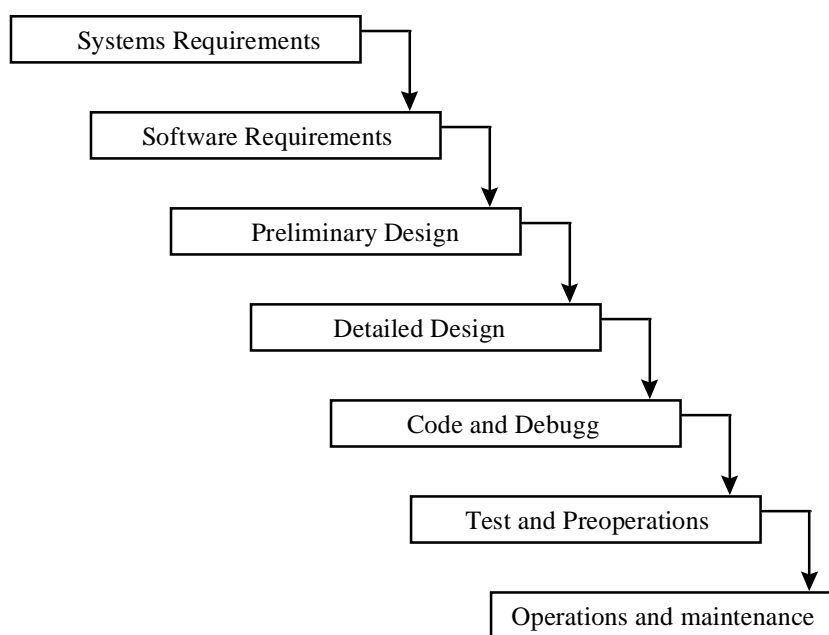 Systems Requirements
Software Requirements
Preliminary Design
Detailed Design
Code and Debugg
Test and Preoperations
Operations and maintenance